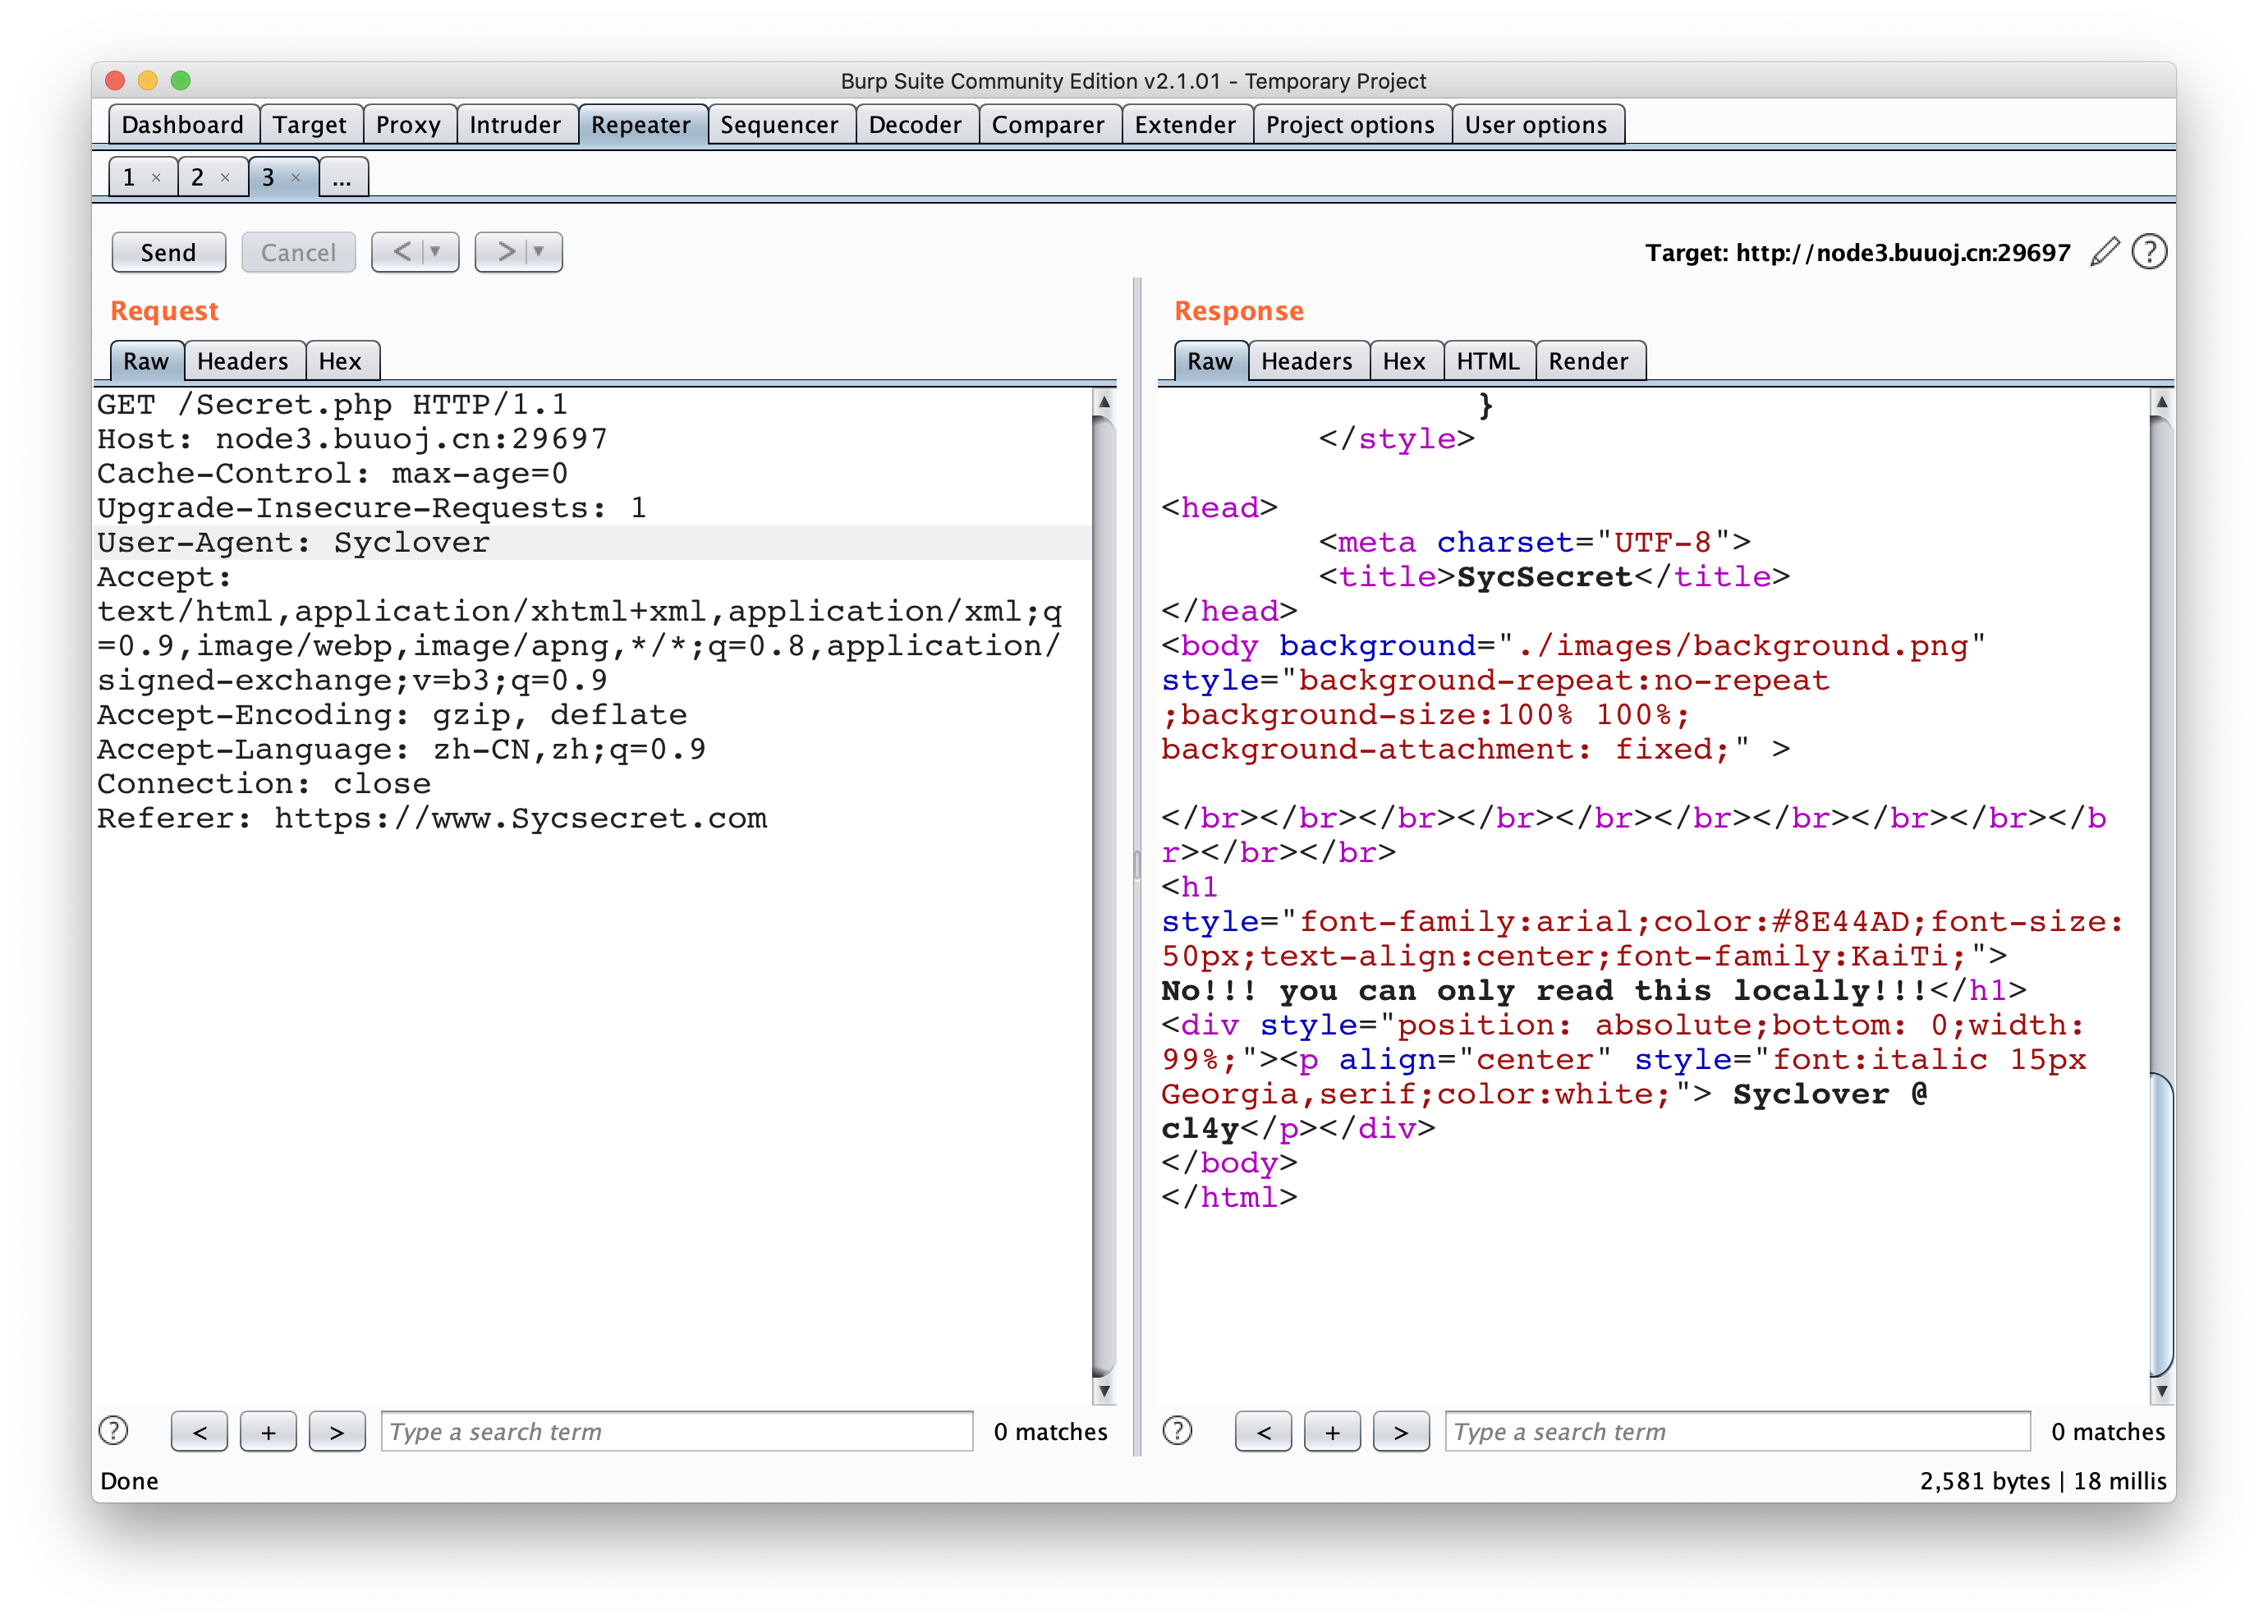 Burp Suite Community Edition v2.1.01 - Temporary Project
Dashboard Target Proxy Intruder Repeater Sequencer Decoder Comparer Extender Project options User options
1 × 2 × 3 × ...
Send Cancel < > Target: http://node3.buuoj.cn:29697 ?
Request
Raw Headers Hex
GET /Secret.php HTTP/1.1
Host: node3.buuoj.cn:29697
Cache-Control: max-age=0
Upgrade-Insecure-Requests: 1
User-Agent: Syclover
Accept:
text/html,application/xhtml+xml,application/xml;q
=0.9,image/webp,image/apng,*/*;q=0.8,application/
signed-exchange;v=b3;q=0.9
Accept-Encoding: gzip, deflate
Accept-Language: zh-CN,zh;q=0.9
Connection: close
Referer: https://www.Sycsecret.com
? < + > Type a search term 0 matches
Response
Raw Headers Hex HTML Render
}
</style>
<head>
<meta charset="UTF-8">
<title>SycSecret</title>
</head>
<body background="./images/background.png"
style="background-repeat:no-repeat
;background-size:100% 100%;
background-attachment: fixed;" >
</br></br></br></br></br></br></br></br></br></b
r></br></br>
<h1
style="font-family:arial;color:#8E44AD;font-size:
50px;text-align:center;font-family:KaiTi;">
No!!! you can only read this locally!!!</h1>
<div style="position: absolute;bottom: 0;width:
99%;"><p align="center" style="font:italic 15px
Georgia,serif;color:white;"> Syclover @
cl4y</p></div>
</body>
</html>
? < + > Type a search term 0 matches
Done
2,581 bytes | 18 millis